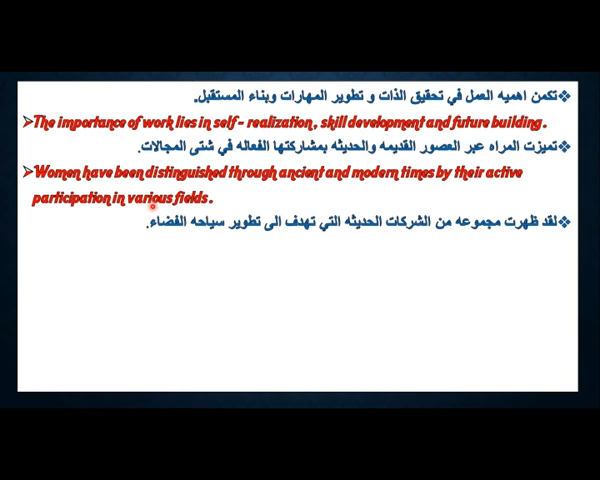 ❖تكمن اهميه العمل في تحقيق الذات و تطوير المهارات وبناء المستقبل.
➢The importance of work lies in self - realization , skill development and future building .
❖تميزت المراه عبر العصور القديمه والحديثه بمشاركتها الفعاله في شتى المجالات.
➢Women have been distinguished through ancient and modern times by their active
participation in various fields .
❖لقد ظهرت مجموعه من الشركات الحديثه التي تهدف الى تطوير سياحه الفضاء.